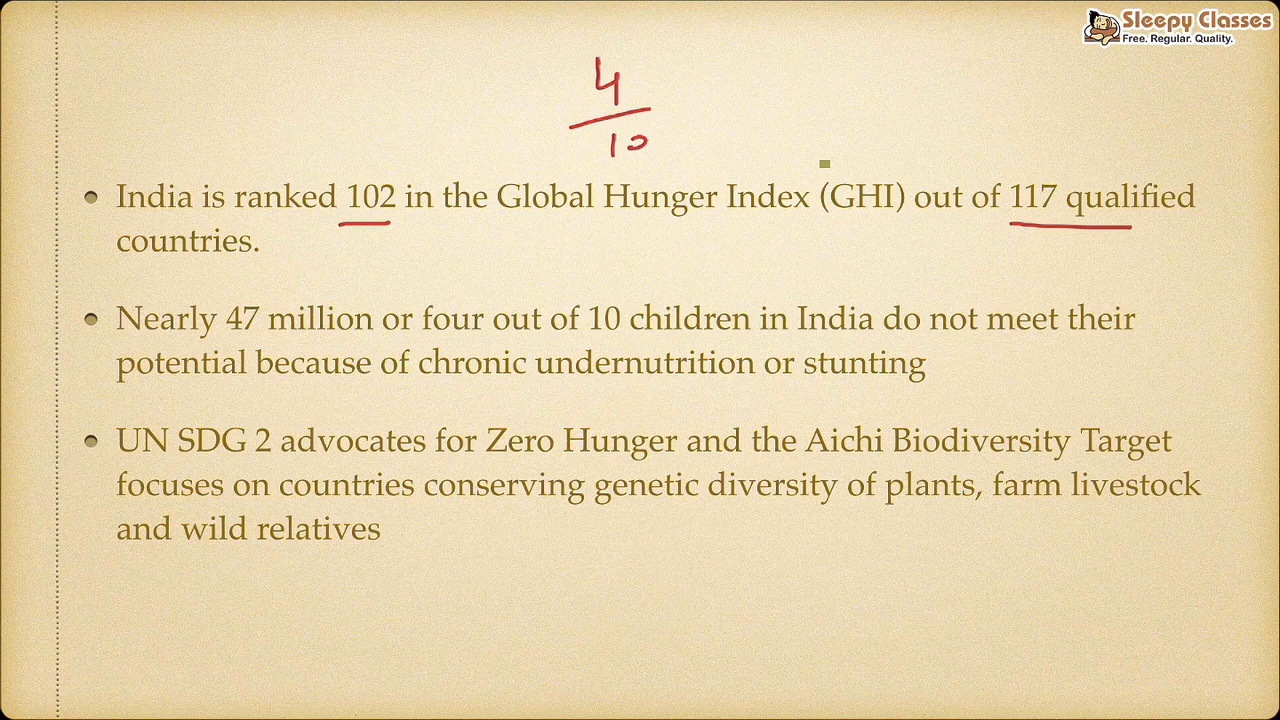 Sleepy Classes
Free. Regular. Quality.
4
10
India is ranked 102 in the Global Hunger Index (GHI) out of 117 qualified
countries.
Nearly 47 million or four out of 10 children in India do not meet their
potential because of chronic undernutrition or stunting
UN SDG 2 advocates for Zero Hunger and the Aichi Biodiversity Target
focuses on countries conserving genetic diversity of plants, farm livestock
and wild relatives